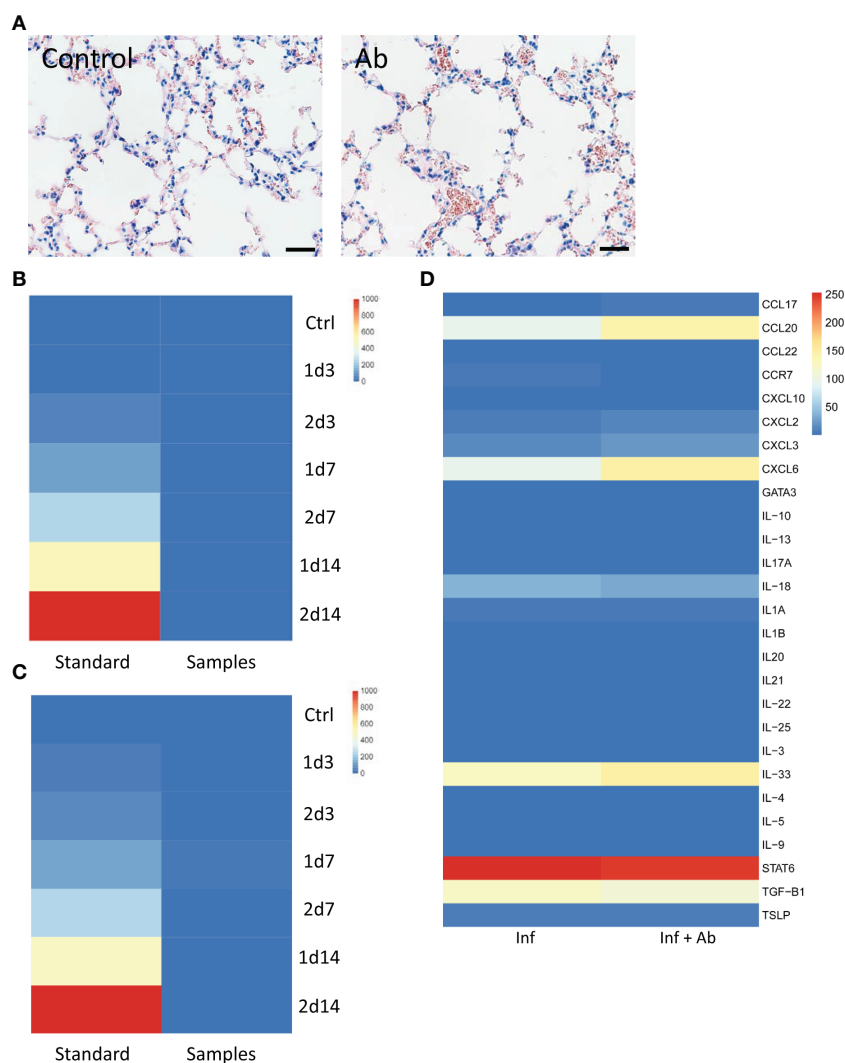 A
Control
Ab
B
1000
800
600
400
200
0
Ctrl
1d3
2d3
1d7
2d7
1d14
2d14
Standard Samples
C
1000
800
600
400
200
0
Ctrl
1d3
2d3
1d7
2d7
1d14
2d14
Standard Samples
D
250
200
150
100
50
CCL17
CCL20
CCL22
CCR7
CXCL10
CXCL2
CXCL3
CXCL6
GATA3
IL−10
IL−13
IL17A
IL−18
IL1A
IL1B
IL20
IL21
IL−22
IL−25
IL−3
IL−33
IL−4
IL−5
IL−9
STAT6
TGF−B1
TSLP
Inf Inf + Ab